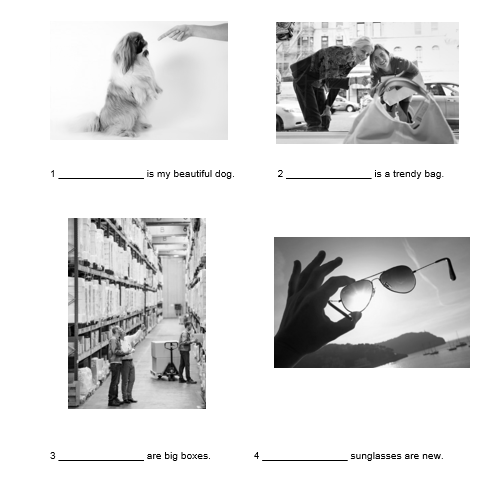 1 ________________ is my beautiful dog.
2 ________________ is a trendy bag.
3 ________________ are big boxes.
4 ________________ sunglasses are new.